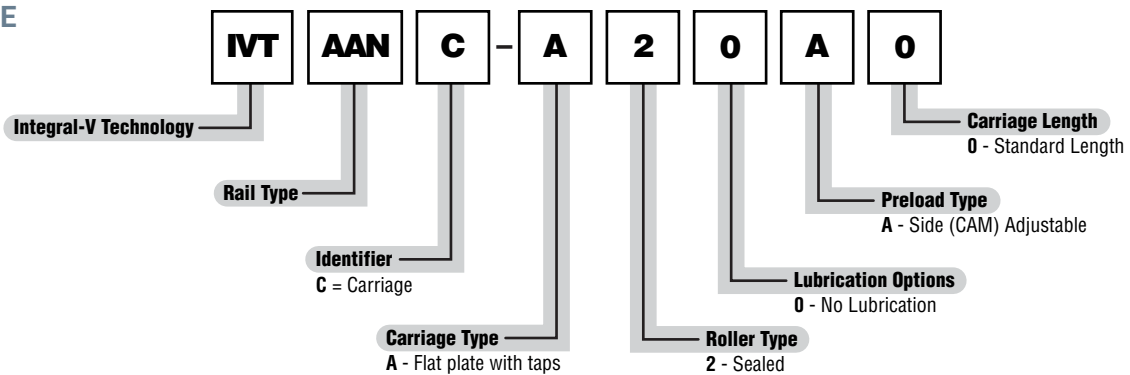 E
IVT AAN C - A 2 0 A 0
Integral-V Technology
Carriage Length
0 - Standard Length
Rail Type
Preload Type
A - Side (CAM) Adjustable
Identifier
C = Carriage
Lubrication Options
0 - No Lubrication
Carriage Type
A - Flat plate with taps
Roller Type
2 - Sealed